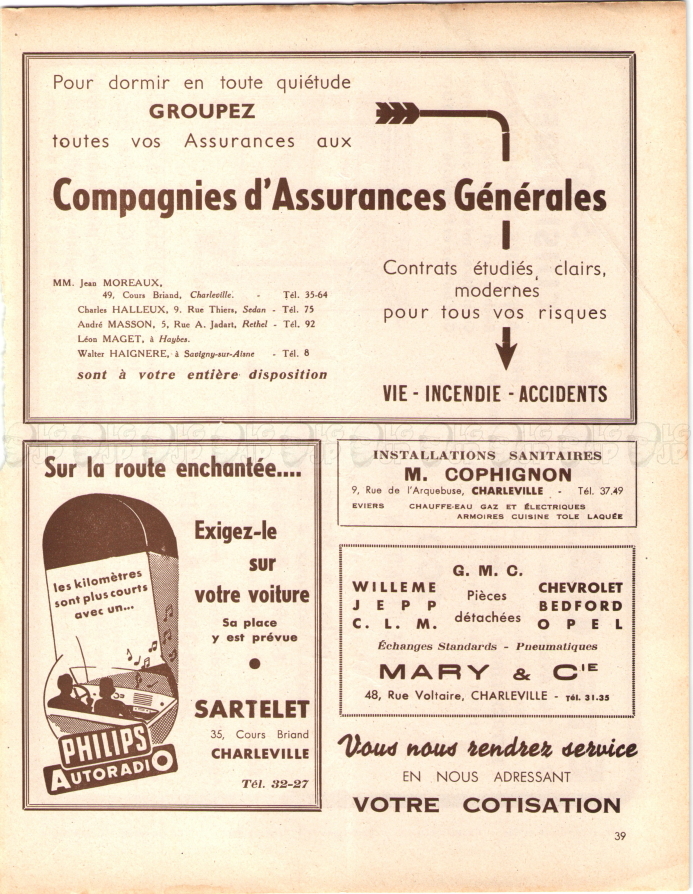 Pour dormir en toute quiétude
GROUPEZ
toutes vos Assurances aux
Compagnies d'Assurances Générales
MM. Jean MOREAUX,
49, Cours Briand, Charleville. - Tél. 35-64
Charles HALLEUX, 9. Rue Thiers, Sedan - Tél. 75
André MASSON, 5, Rue A. Jadart, Rethel - Tél. 92
Léon MAGET, à Haybes.
Walter HAIGNERE, à Savigny-sur-Aisne - Tél. 8
sont à votre entière disposition
Contrats étudiés, clairs,
modernes
pour tous vos risques
VIE - INCENDIE - ACCIDENTS
Sur la route enchantée....
les kilomètres
sont plus courts
avec un...
PHILIPS
AUTORADIO
Exigez-le
sur
votre voiture
Sa place
y est prévue
SARTELET
35, Cours Briand
CHARLEVILLE
Tél. 32-27
INSTALLATIONS SANITAIRES
M. COPHIGNON
9, Rue de l'Arquebuse, CHARLEVILLE - Tél. 37.49
EVIERS CHAUFFE-EAU GAZ ET ÉLECTRIQUES
ARMOIRES CUISINE TOLE LAQUÉE
G. M. C.
WILLEME
JEPP
C. L. M.
Pièces
détachées
CHEVROLET
BEDFORD
OPEL
Échanges Standards - Pneumatiques
MARY & CIE
48, Rue Voltaire, CHARLEVILLE - Tél. 31.35
Vous nous rendrez service
EN NOUS ADRESSANT
VOTRE COTISATION
39